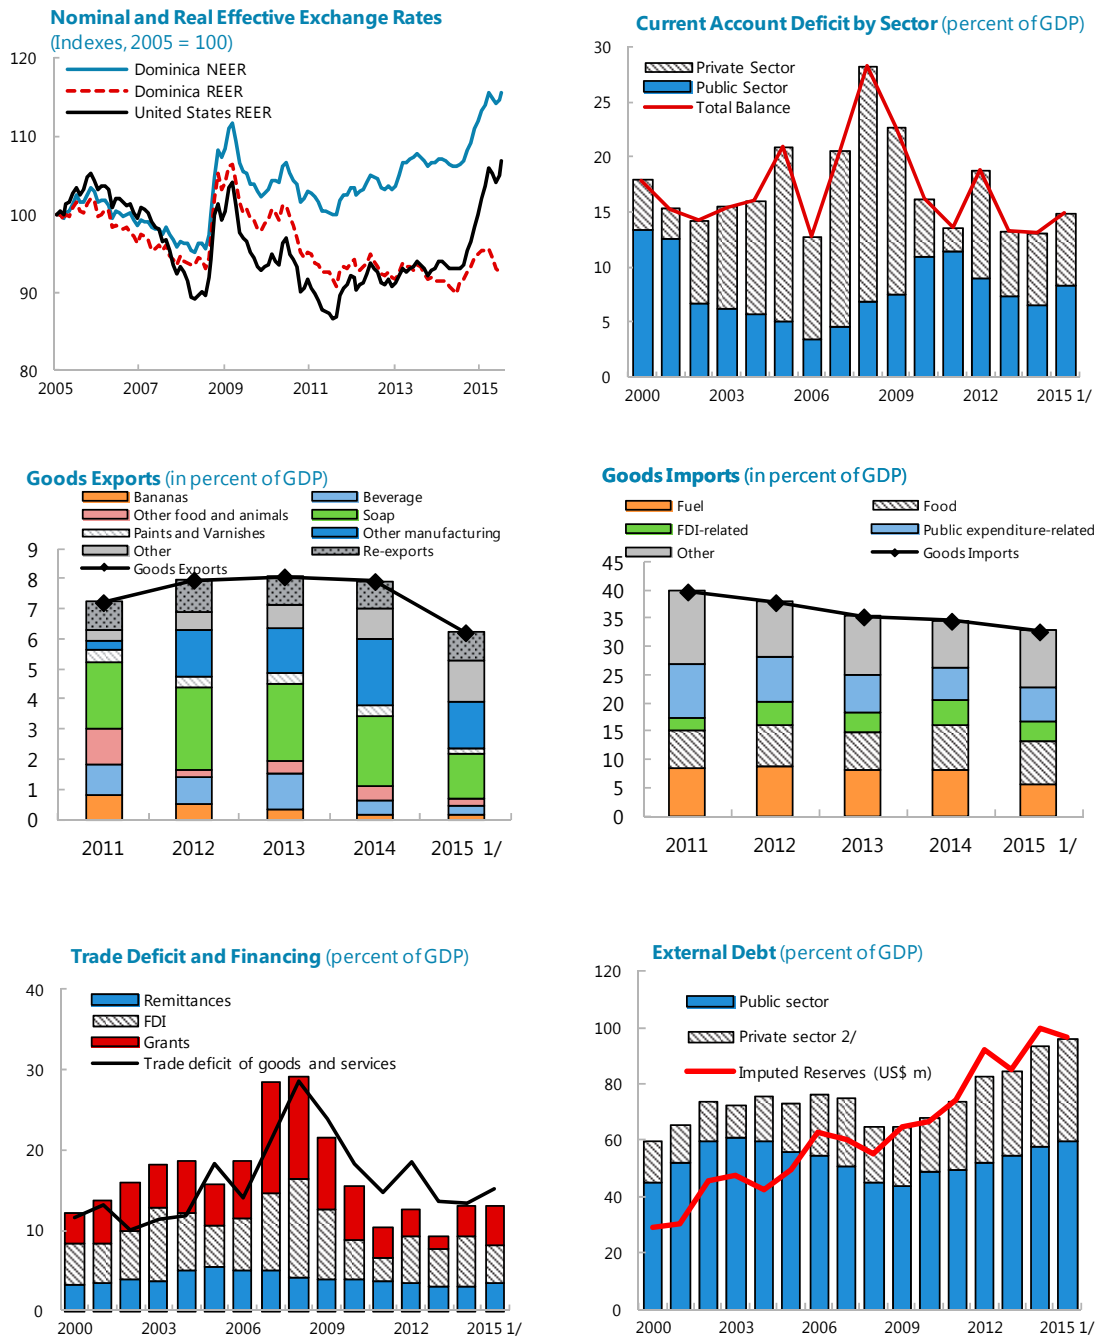 Nominal and Real Effective Exchange Rates
(Indexes, 2005 = 100)
120
110
100
90
80
Dominica NEER
Dominica REER
United States REER
2005 2007 2009 2011 2013 2015
Current Account Deficit by Sector (percent of GDP)
30
25
20
15
10
5
0
Private Sector
Public Sector
Total Balance
2000 2003 2006 2009 2012 2015 1/
Goods Exports (in percent of GDP)
Bananas Beverage
Other food and animals Soap
Paints and Varnishes Other manufacturing
Other Re-exports
Goods Exports
9
8
7
6
5
4
3
2
1
0
2011 2012 2013 2014 2015 1/
Goods Imports (in percent of GDP)
Fuel Food
FDI-related Public expenditure-related
Other Goods Imports
45
40
35
30
25
20
15
10
5
0
2011 2012 2013 2014 2015 1/
Trade Deficit and Financing (percent of GDP)
40
30
20
10
0
Remittances
FDI
Grants
Trade deficit of goods and services
2000 2003 2006 2009 2012 2015 1/
External Debt (percent of GDP)
120
100
80
60
40
20
0
Public sector
Private sector 2/
Imputed Reserves (US$ m)
2000 2003 2006 2009 2012 2015 1/